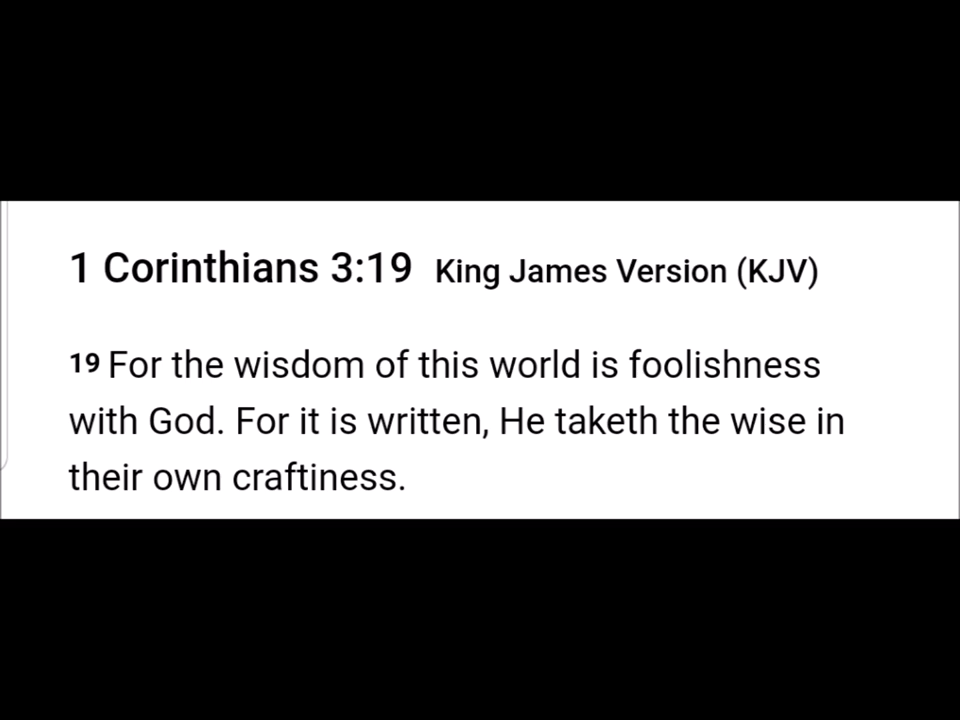 1 Corinthians 3:19 King James Version (KJV)
19 For the wisdom of this world is foolishness
with God. For it is written, He taketh the wise in
their own craftiness.